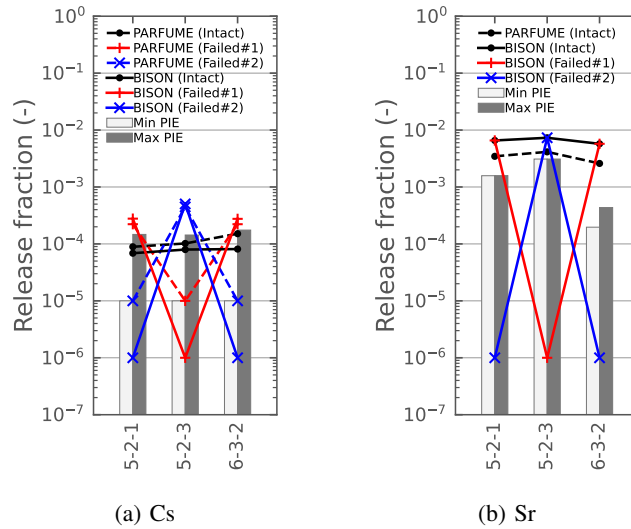 PARFUME (Intact)
PARFUME (Failed#1)
PARFUME (Failed#2)
BISON (Intact)
BISON (Failed#1)
BISON (Failed#2)
Min PIE
Max PIE
Release fraction (-)
10⁰
10⁻¹
10⁻²
10⁻³
10⁻⁴
10⁻⁵
10⁻⁶
10⁻⁷
5-2-1
5-2-3
6-3-2
(a) Cs
PARFUME (Intact)
BISON (Intact)
BISON (Failed#1)
BISON (Failed#2)
Min PIE
Max PIE
Release fraction (-)
10⁰
10⁻¹
10⁻²
10⁻³
10⁻⁴
10⁻⁵
10⁻⁶
10⁻⁷
5-2-1
5-2-3
6-3-2
(b) Sr